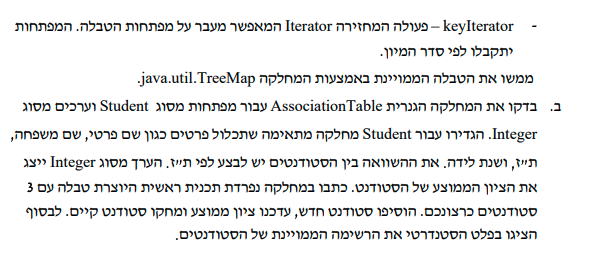 - keyIterator – פעולה המחזירה Iterator המאפשר מעבר על מפתחות הטבלה. המפתחות
יתקבלו לפי סדר המיון.
ממשו את הטבלה הממויינת באמצעות המחלקה java.util.TreeMap.
ב. בדקו את המחלקה הגנרית AssociationTable עבור מפתחות מסוג Student וערכים מסוג
Integer. הגדירו עבור Student מחלקה מתאימה שתכלול פרטים כגון שם פרטי, שם משפחה,
ת״ז, ושנת לידה. את ההשוואה בין הסטודנטים יש לבצע לפי ת״ז. הערך מסוג Integer ייצג
את הציון הממוצע של הסטודנט. כתבו במחלקה נפרדת תכנית ראשית היוצרת טבלה עם 3
סטודנטים כרצונכם. הוסיפו סטודנט חדש, עדכנו ציון ממוצע ומחקו סטודנט קיים. לבסוף
הציגו בפלט הסטנדרטי את הרשימה הממויינת של הסטודנטים.